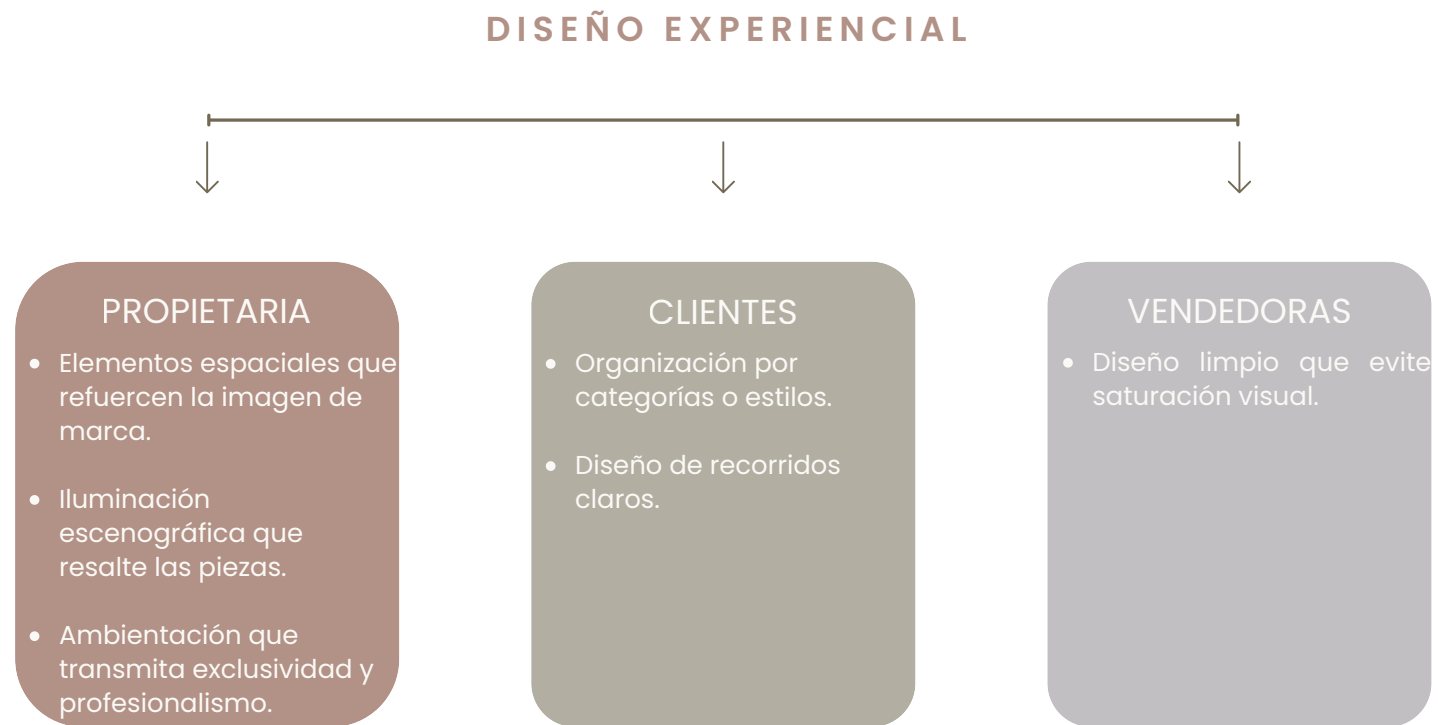 DISEÑO EXPERIENCIAL
PROPIETARIA
• Elementos espaciales que
refuercen la imagen de
marca.
• Iluminación
escenográfica que
resalte las piezas.
• Ambientación que
transmita exclusividad y
profesionalismo.
CLIENTES
• Organización por
categorías o estilos.
• Diseño de recorridos
claros.
VENDEDORAS
• Diseño limpio que evite
saturación visual.